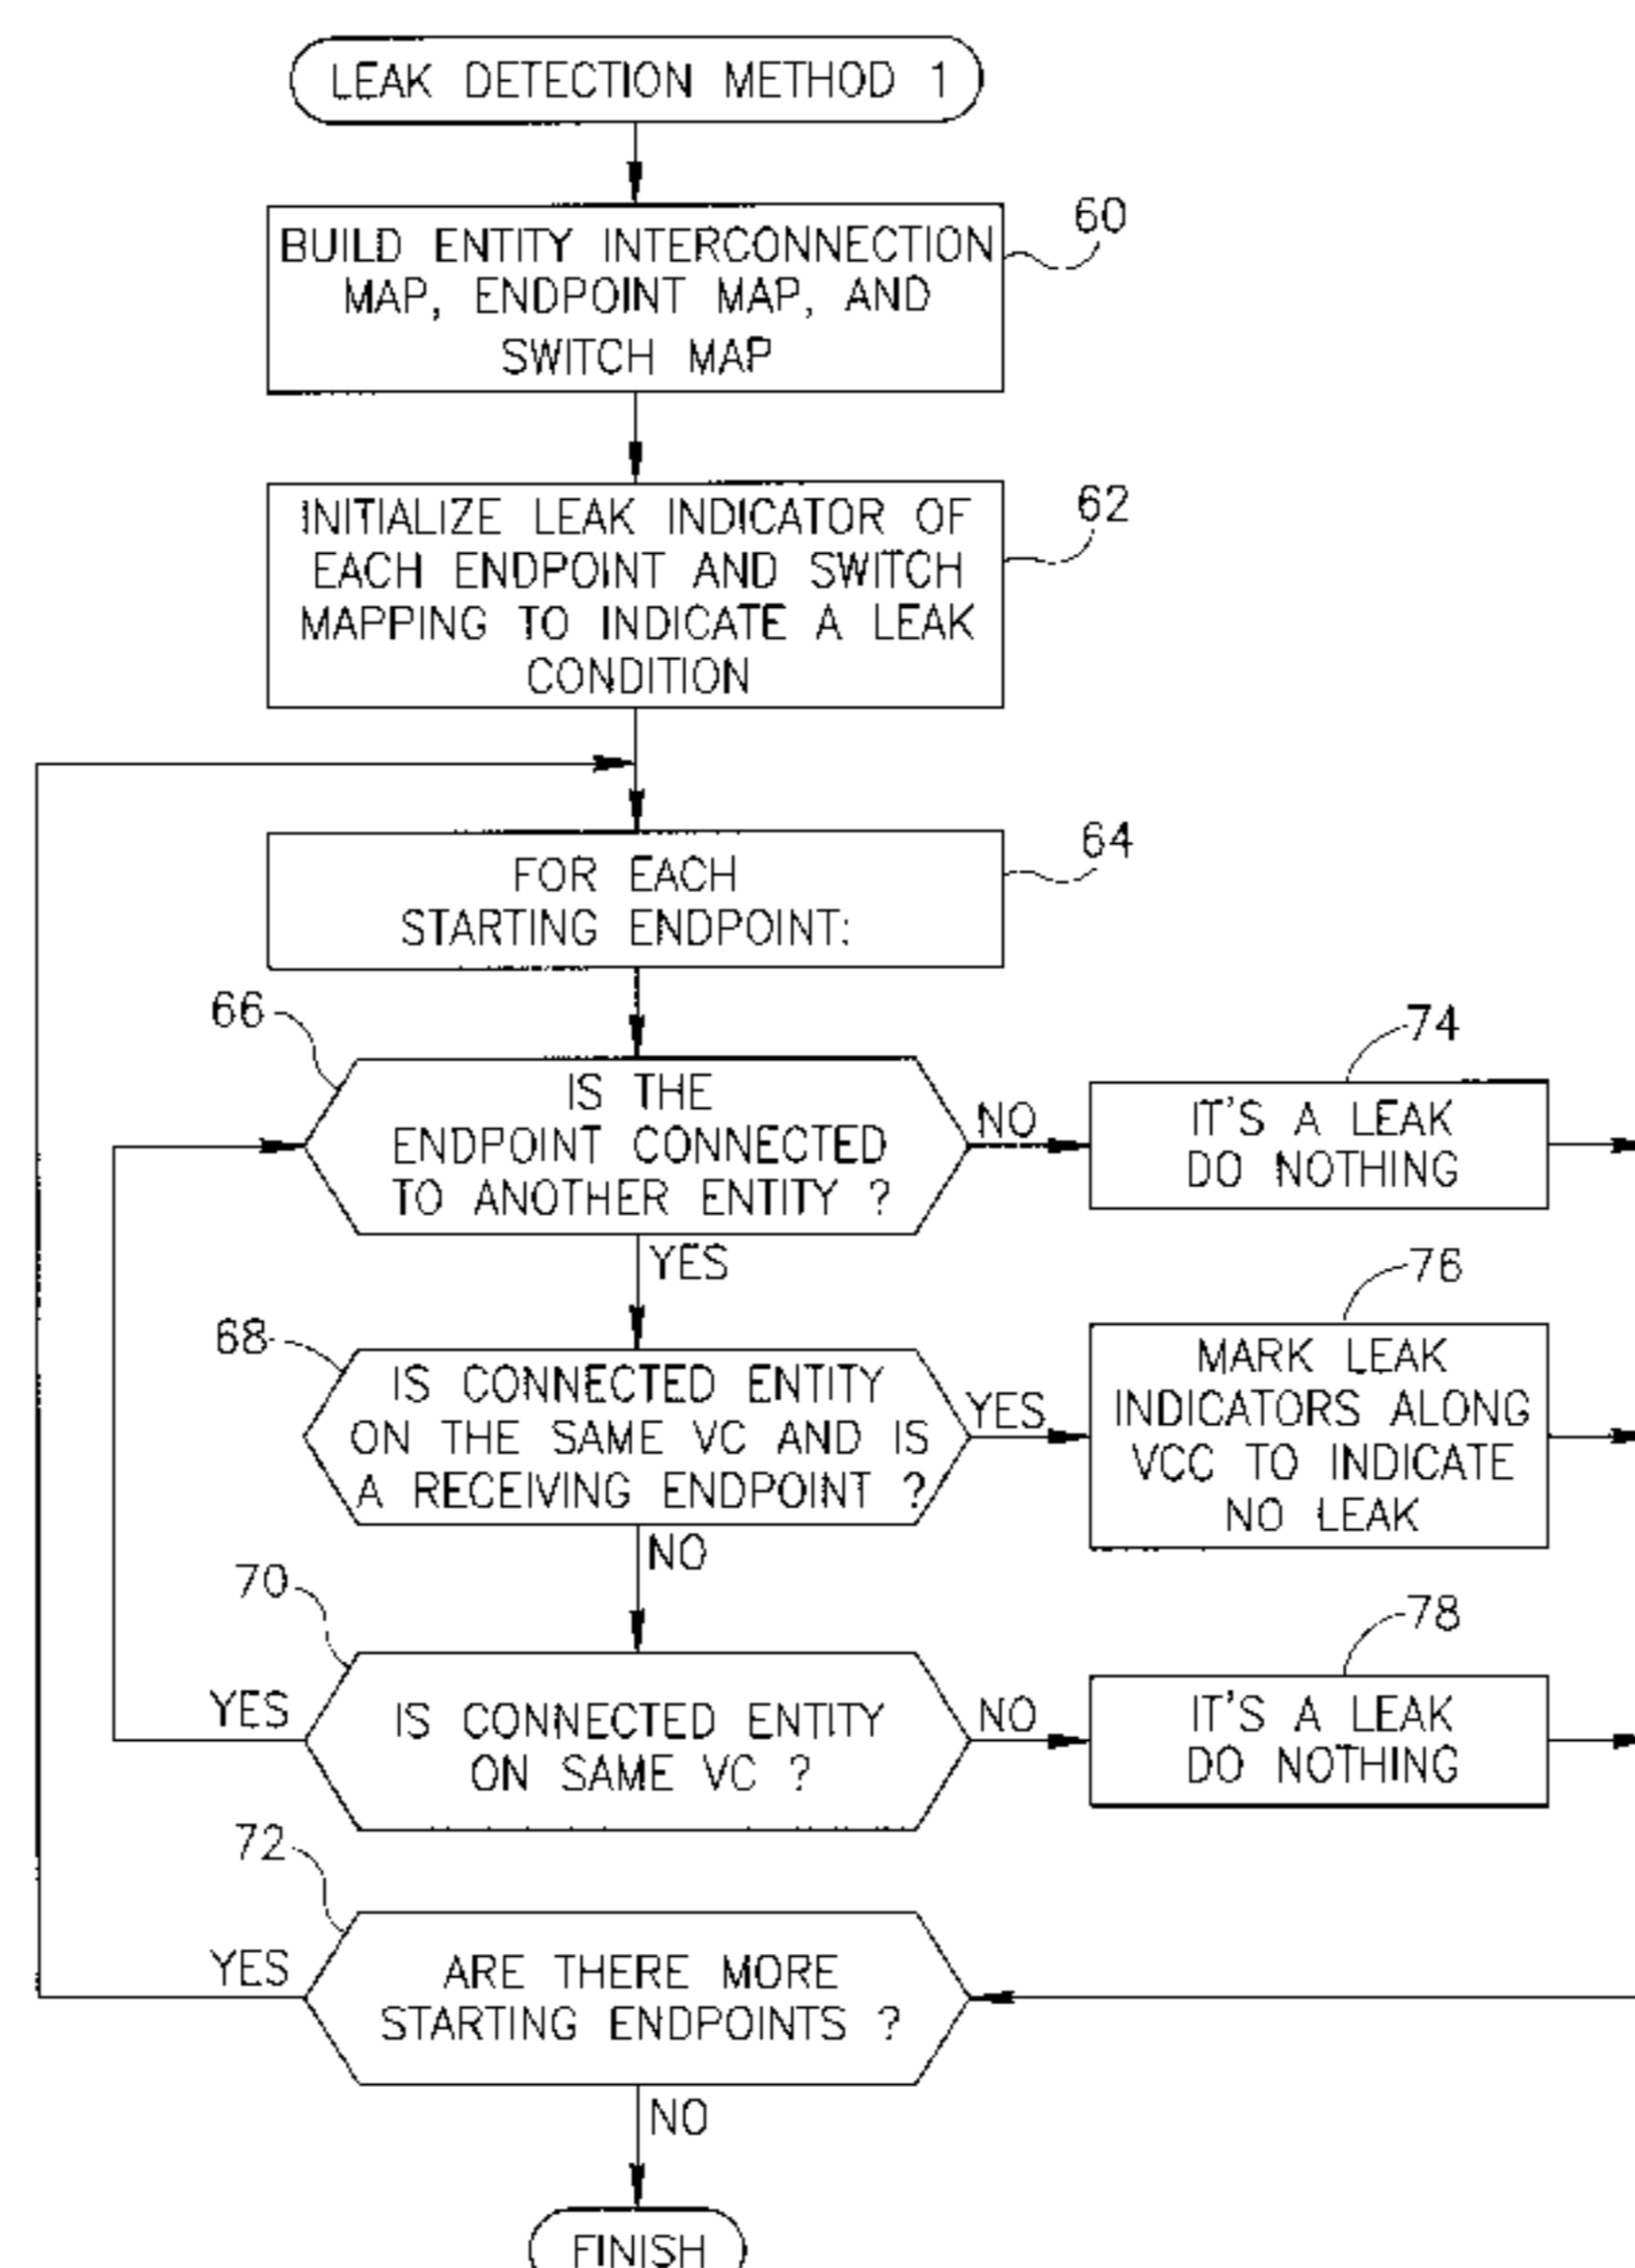 LEAK DETECTION METHOD 1
60
BUILD ENTITY INTERCONNECTION
MAP, ENDPOINT MAP, AND
SWITCH MAP
62
INITIALIZE LEAK INDICATOR OF
EACH ENDPOINT AND SWITCH
MAPPING TO INDICATE A LEAK
CONDITION
64
FOR EACH
STARTING ENDPOINT:
66
IS THE
ENDPOINT CONNECTED
TO ANOTHER ENTITY ?
NO
74
IT'S A LEAK
DO NOTHING
YES
68
IS CONNECTED ENTITY
ON THE SAME VC AND IS
A RECEIVING ENDPOINT ?
YES
76
MARK LEAK
INDICATORS ALONG
VCC TO INDICATE
NO LEAK
NO
70
YES
IS CONNECTED ENTITY
ON SAME VC ?
NO
78
IT'S A LEAK
DO NOTHING
72
YES
ARE THERE MORE
STARTING ENDPOINTS ?
NO
FINISH